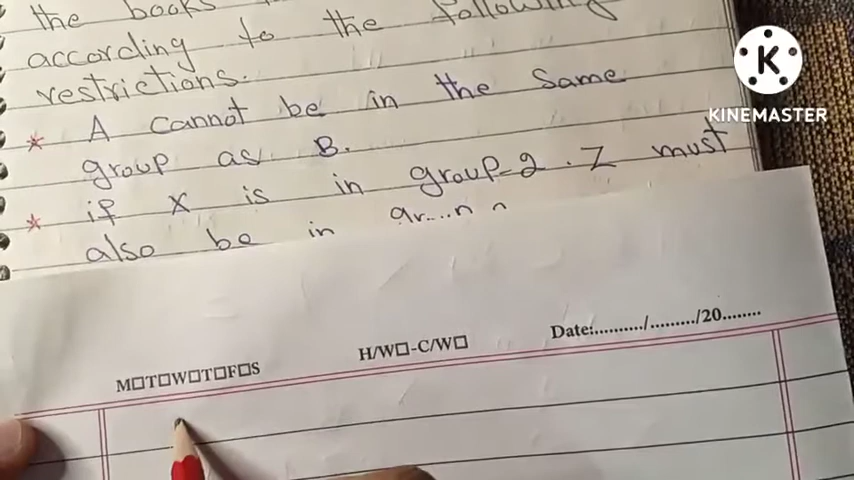 the books
according to the following
restrictions.
* A cannot be in the same
group as B.
* if X is in group-2. Z must
also be in
M□T□W□T□F□S
H/W□-C/W□
Date:........../........./20........
K
KINEMASTER